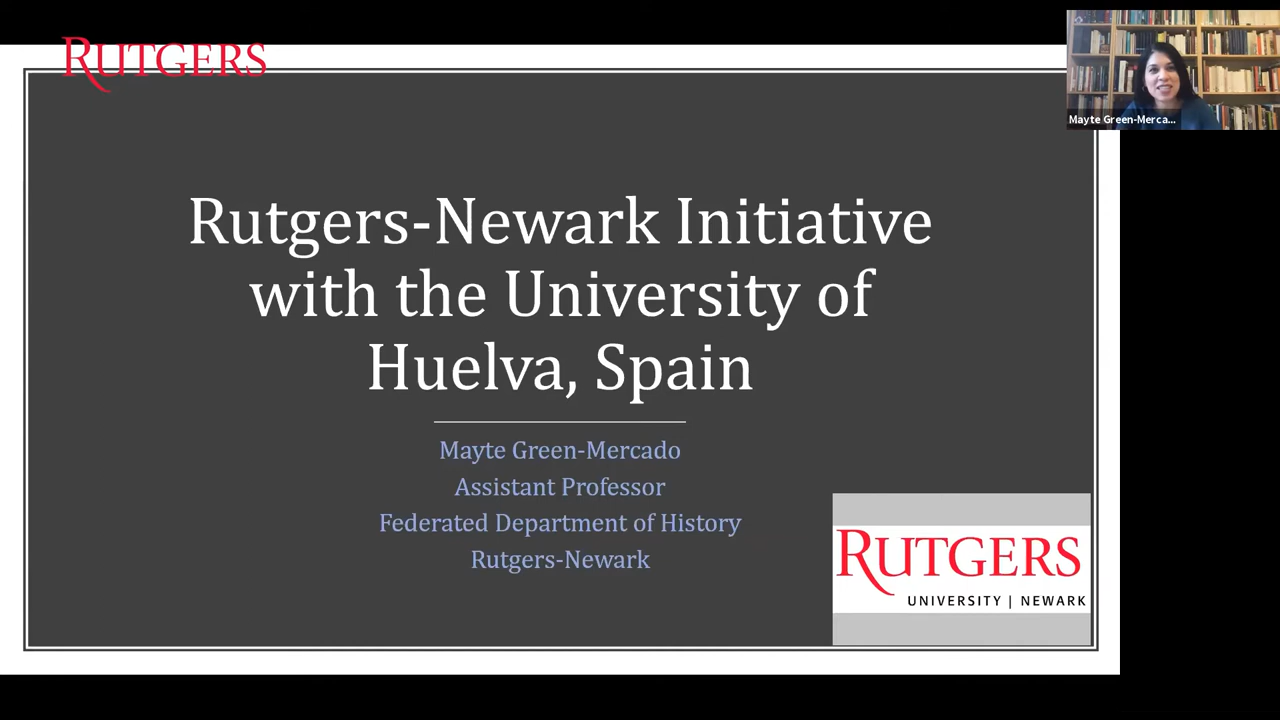 RUTGERS
Mayte Green-Merca...
Rutgers-Newark Initiative
with the University of
Huelva, Spain
Mayte Green-Mercado
Assistant Professor
Federated Department of History
Rutgers-Newark
RUTGERS
UNIVERSITY | NEWARK